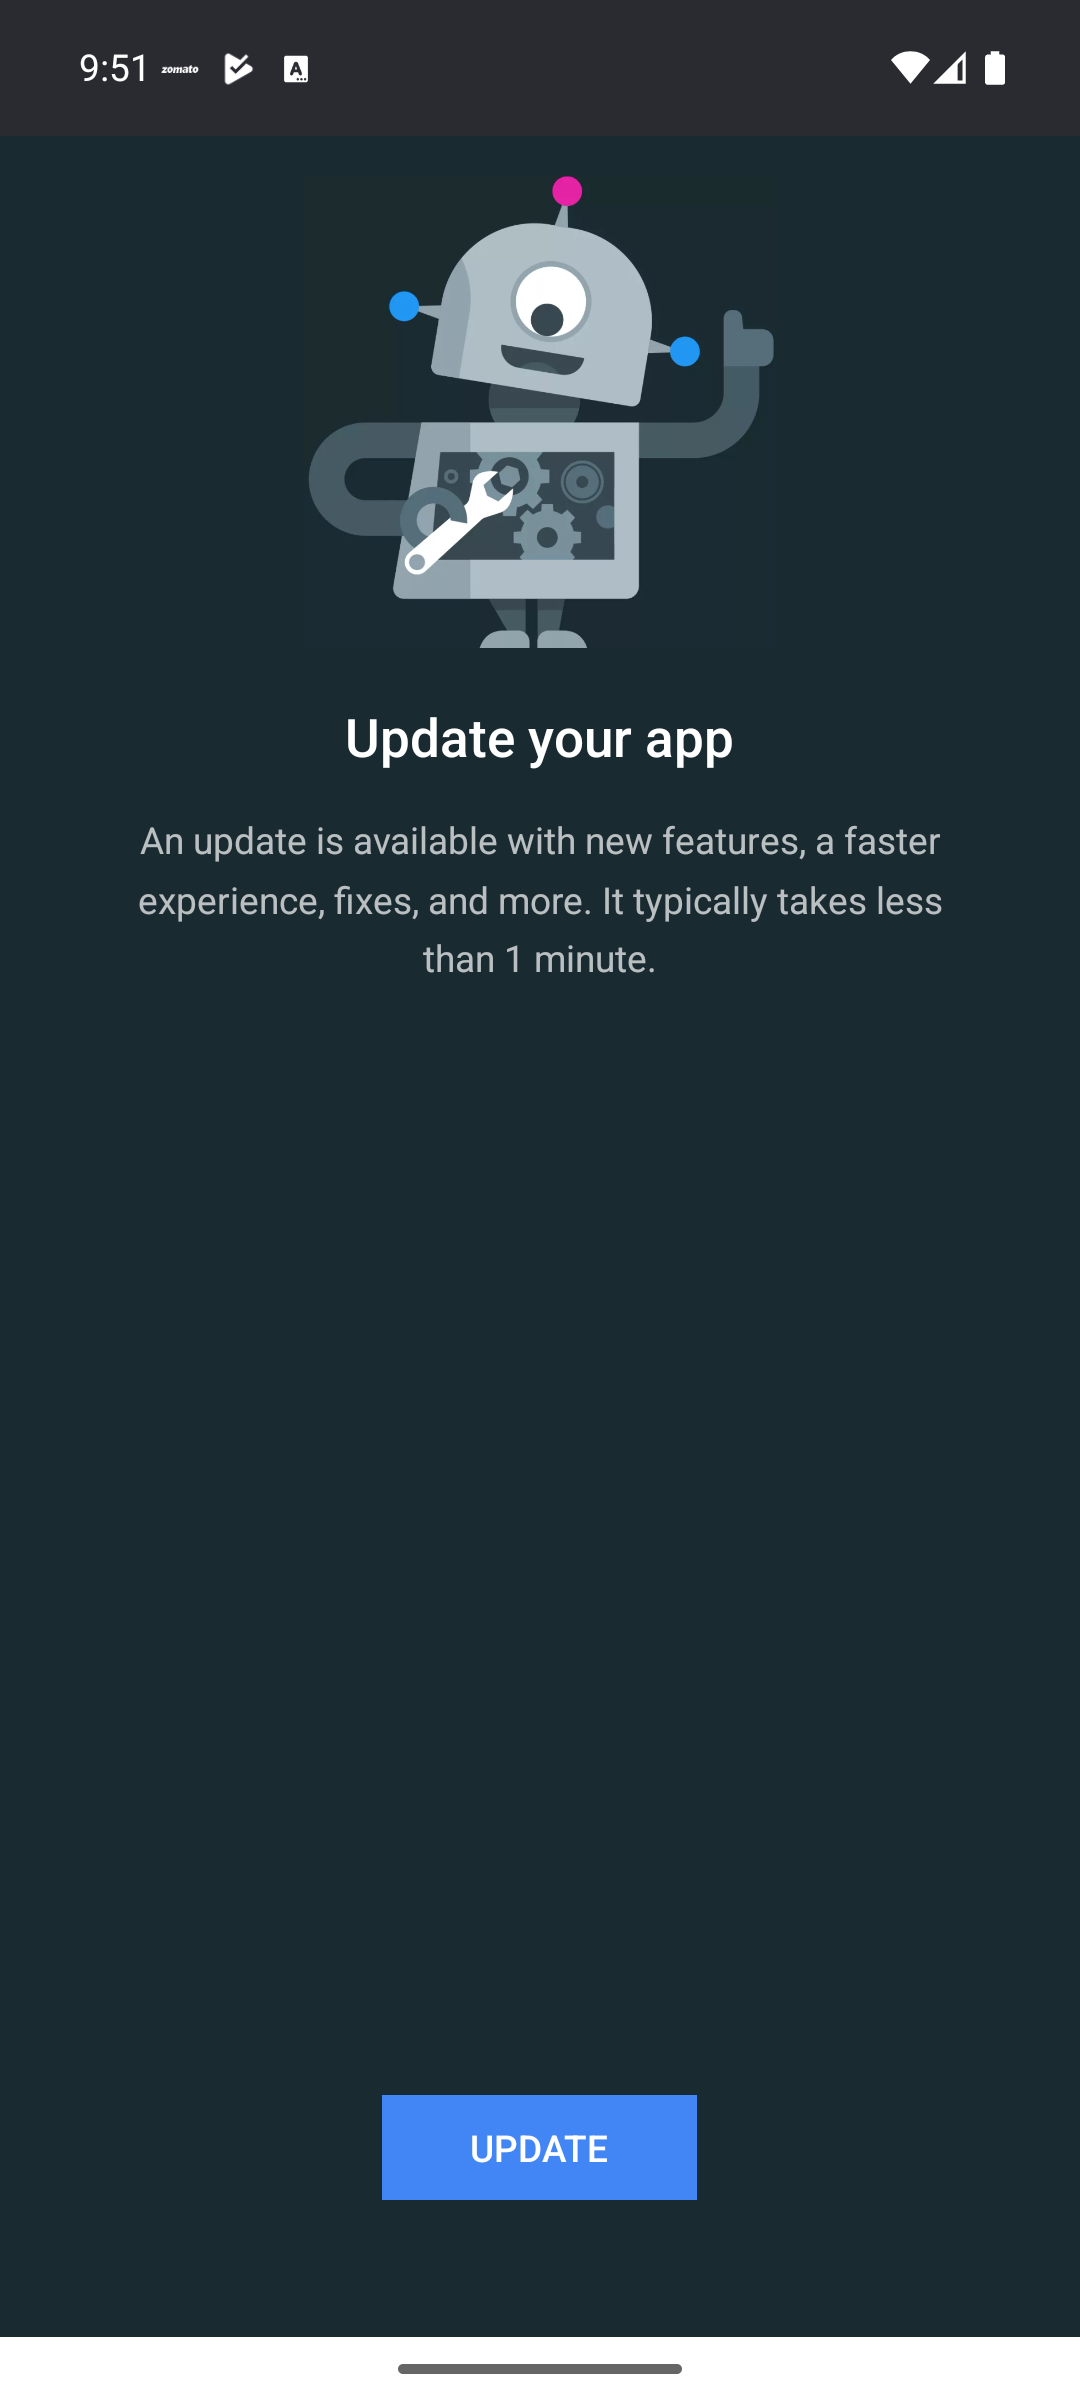 9:51 zomato A
Update your app
An update is available with new features, a faster
experience, fixes, and more. It typically takes less
than 1 minute.
UPDATE